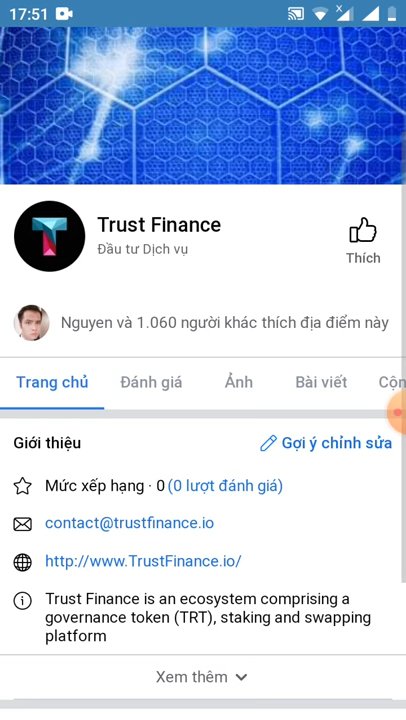 17:51
Trust Finance
Đầu tư Dịch vụ
Thích
Nguyen và 1.060 người khác thích địa điểm này
Trang chủ Đánh giá Ảnh Bài viết Cộn
Giới thiệu Gợi ý chỉnh sửa
Mức xếp hạng · 0 (0 lượt đánh giá)
contact@trustfinance.io
http://www.TrustFinance.io/
Trust Finance is an ecosystem comprising a
governance token (TRT), staking and swapping
platform
Xem thêm